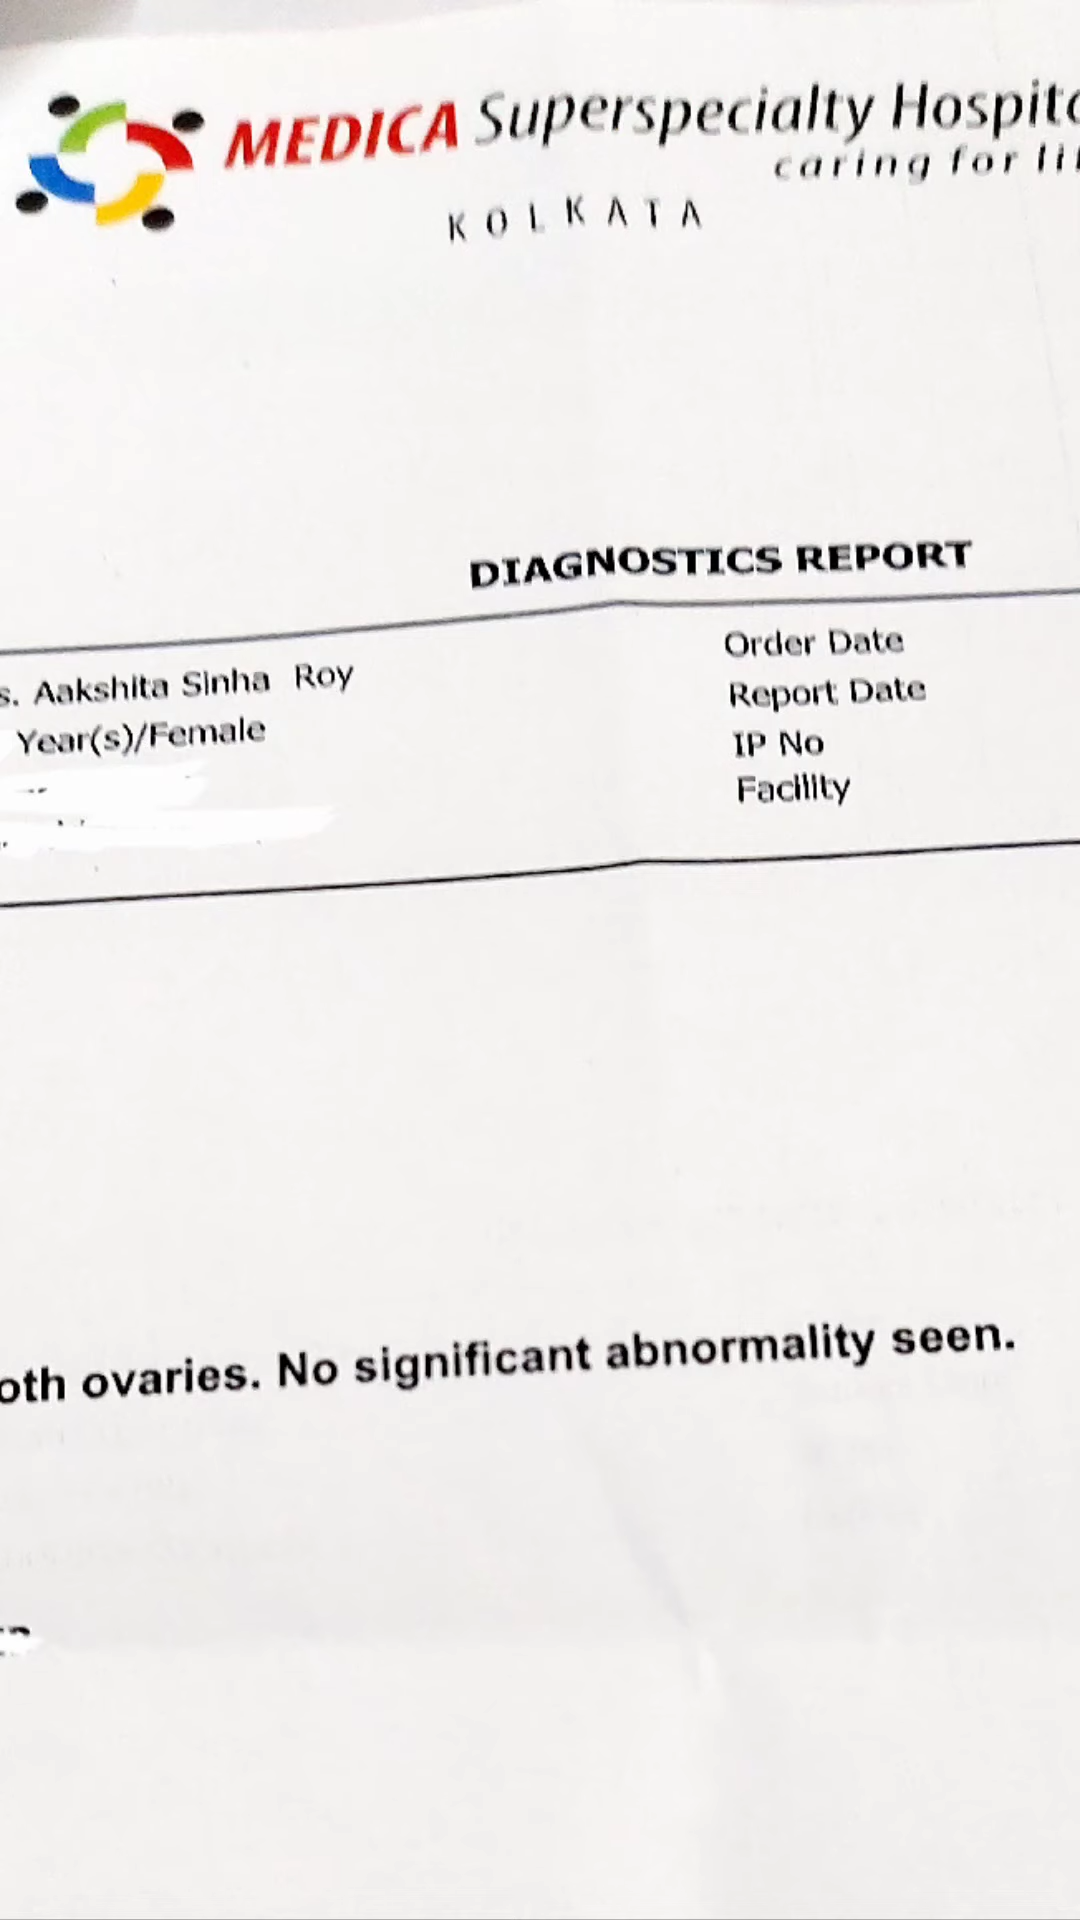 MEDICA Superspecialty Hospit
caring for li
KOLKATA
DIAGNOSTICS REPORT
s. Aakshita Sinha Roy
Year(s)/Female
Order Date
Report Date
IP No
Facility
oth ovaries. No significant abnormality seen.